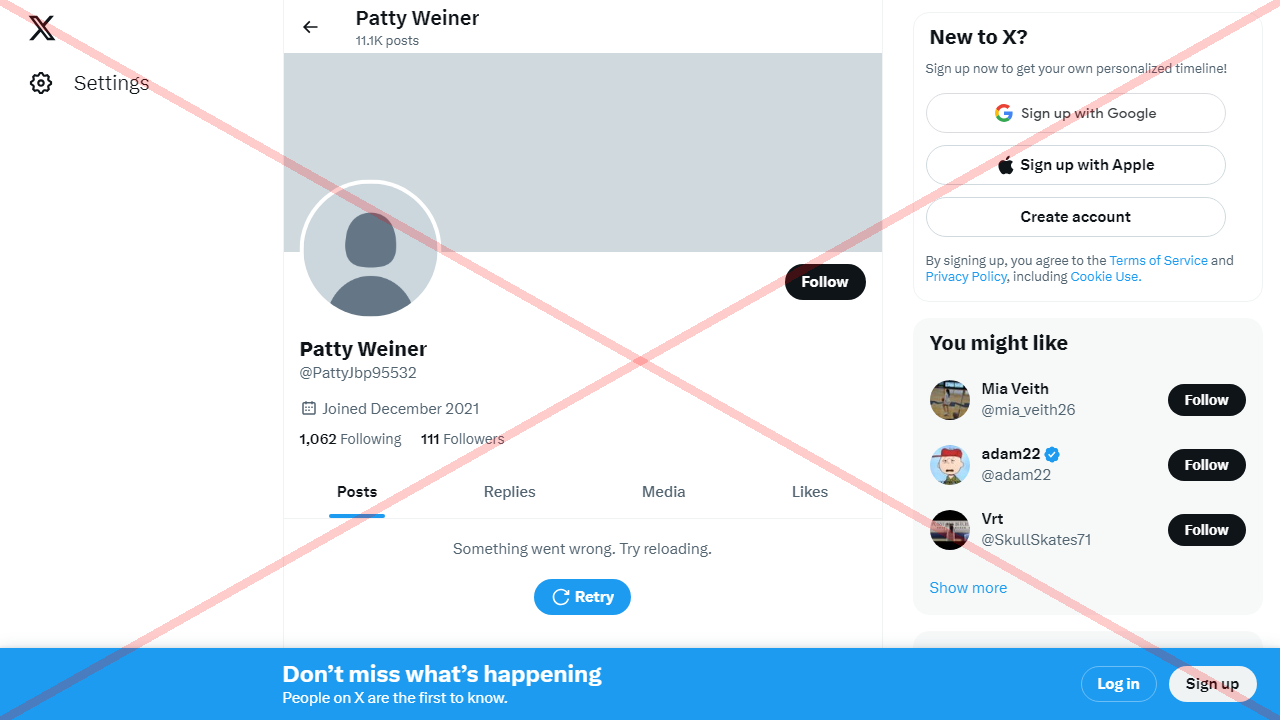 Settings
Patty Weiner
11.1K posts
Follow
Patty Weiner
@PattyJbp95532
Joined December 2021
1,062 Following 111 Followers
Posts Replies Media Likes
Something went wrong. Try reloading.
Retry
New to X?
Sign up now to get your own personalized timeline!
Sign up with Google
Sign up with Apple
Create account
By signing up, you agree to the Terms of Service and
Privacy Policy, including Cookie Use.
You might like
Mia Veith
@mia_veith26
Follow
adam22
@adam22
Follow
Vrt
@SkullSkates71
Follow
Show more
Don’t miss what’s happening
People on X are the first to know.
Log in
Sign up